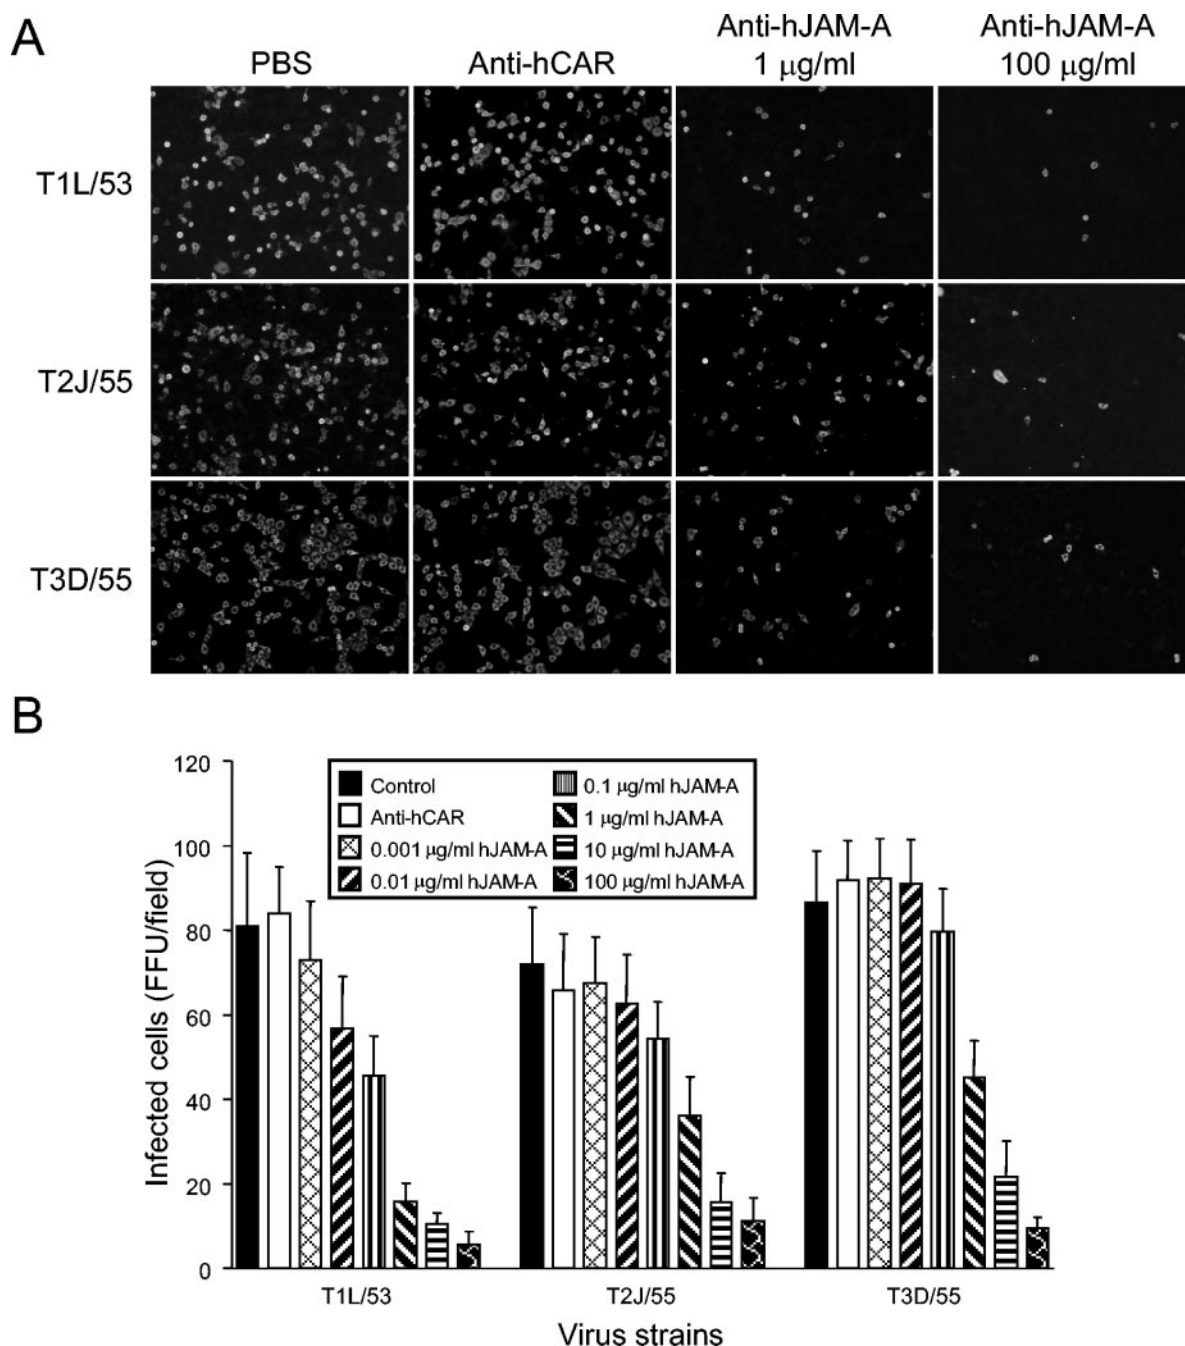 A
PBS
Anti-hCAR
Anti-hJAM-A
1 μg/ml
Anti-hJAM-A
100 μg/ml
T1L/53
T2J/55
T3D/55
B
Infected cells (FFU/field)
120
100
80
60
40
20
0
Control
Anti-hCAR
0.001 μg/ml hJAM-A
0.01 μg/ml hJAM-A
0.1 μg/ml hJAM-A
1 μg/ml hJAM-A
10 μg/ml hJAM-A
100 μg/ml hJAM-A
T1L/53
T2J/55
T3D/55
Virus strains